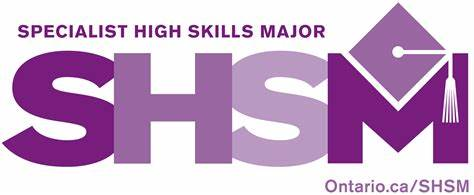 SPECIALIST HIGH SKILLS MAJOR
SHSM
Ontario.ca/SHSM